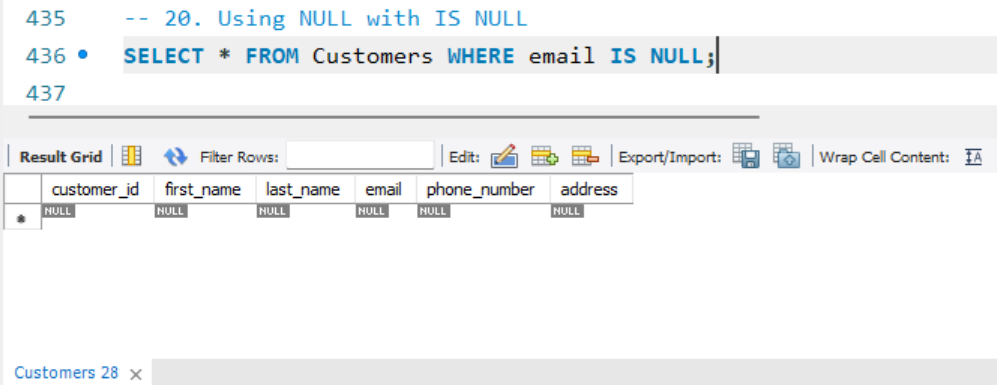 435 -- 20. Using NULL with IS NULL
436 SELECT * FROM Customers WHERE email IS NULL;
437
Result Grid Filter Rows: Edit: Export/Import: Wrap Cell Content: IA
customer_id first_name last_name email phone_number address
* NULL NULL NULL NULL NULL NULL
Customers 28 ×